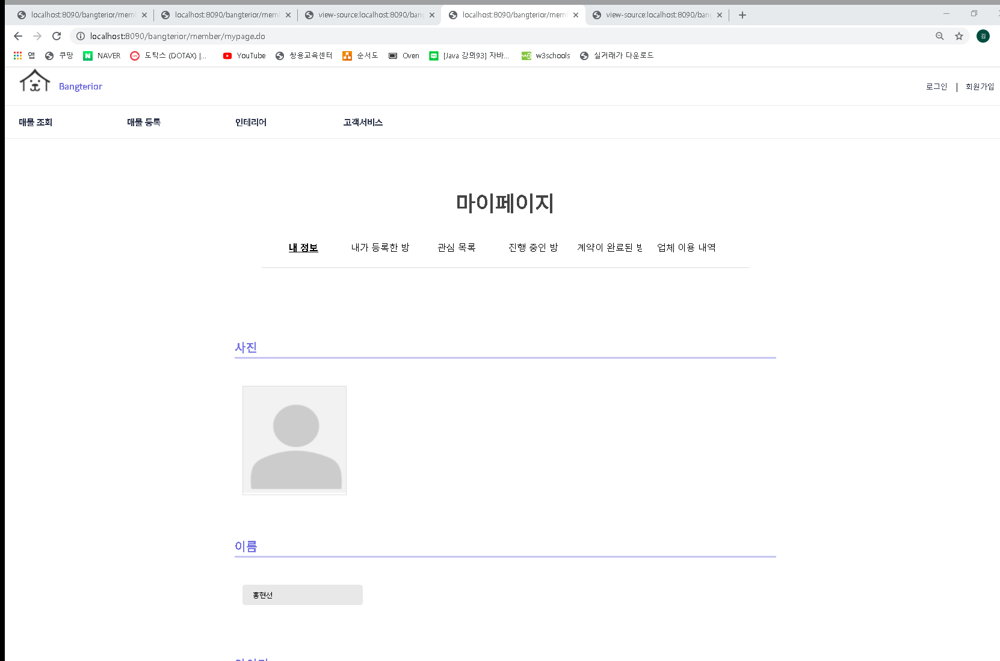 localhost:8090/bangterior/mem
localhost:8090/bangterior/mem
view-source:localhost:8090/bang
localhost:8090/bangterior/mem
view-source:localhost:8090/bang
localhost:8090/bangterior/member/mypage.do
김
앱 쿠팡 NAVER 도탁스 (DOTAX) |... YouTube 쌍용교육센터 순서도 Oven [Java 강의93] 자바... w3schools 실거래가 다운로드
Bangterior
로그인 | 회원가입
매물 조회 매물 등록 인테리어 고객서비스
마이페이지
내 정보 내가 등록한 방 관심 목록 진행 중인 방 계약이 완료된 방 업체 이용 내역
사진
이름
홍현선